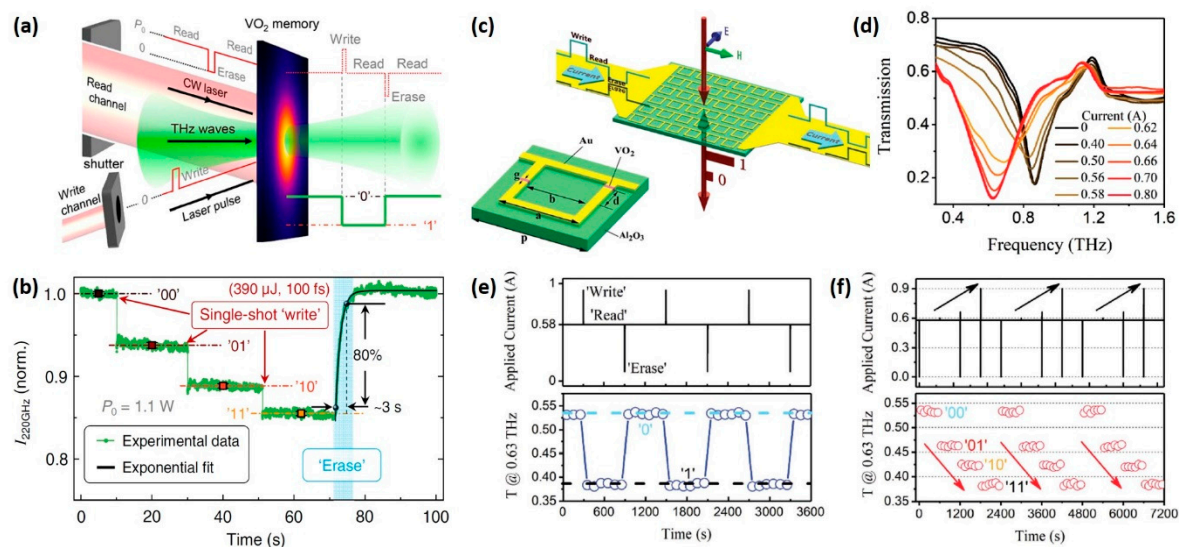 (a)
VO2 memory
P0
0
Read
Read
Erase
Write
Read
Read
Erase
Read channel
CW laser
THz waves
shutter
Write
0
Write channel
Laser pulse
'0'
'1'
(b)
I220GHz (norm.)
1.0
0.9
0.8
'00'
(390 μJ, 100 fs)
Single-shot 'write'
'01'
'10'
'11'
80%
~3 s
P0 = 1.1 W
Experimental data
Exponential fit
'Erase'
0 20 40 60 80 100
Time (s)
(c)
E
H
Write
Read
Current
Current
1
0
Au
VO2
g
b
d
a
p
Al2O3
(d)
Transmission
0.8
0.6
0.4
0.2
Current (A)
0 0.62
0.40 0.64
0.50 0.66
0.56 0.70
0.58 0.80
0.4 0.8 1.2 1.6
Frequency (THz)
(e)
Applied Current (A)
1
0.58
0
'Write'
'Read'
'Erase'
T @ 0.63 THz
0.55
0.50
0.45
0.40
0.35
'0'
'1'
0 600 1200 1800 2400 3000 3600
Time (s)
(f)
Applied Current (A)
0.9
0.6
0.3
0.0
T @ 0.63 THz
0.55
0.50
0.45
0.40
0.35
'00'
'01'
'10'
'11'
0 1200 2400 3600 4800 6000 7200
Time (s)